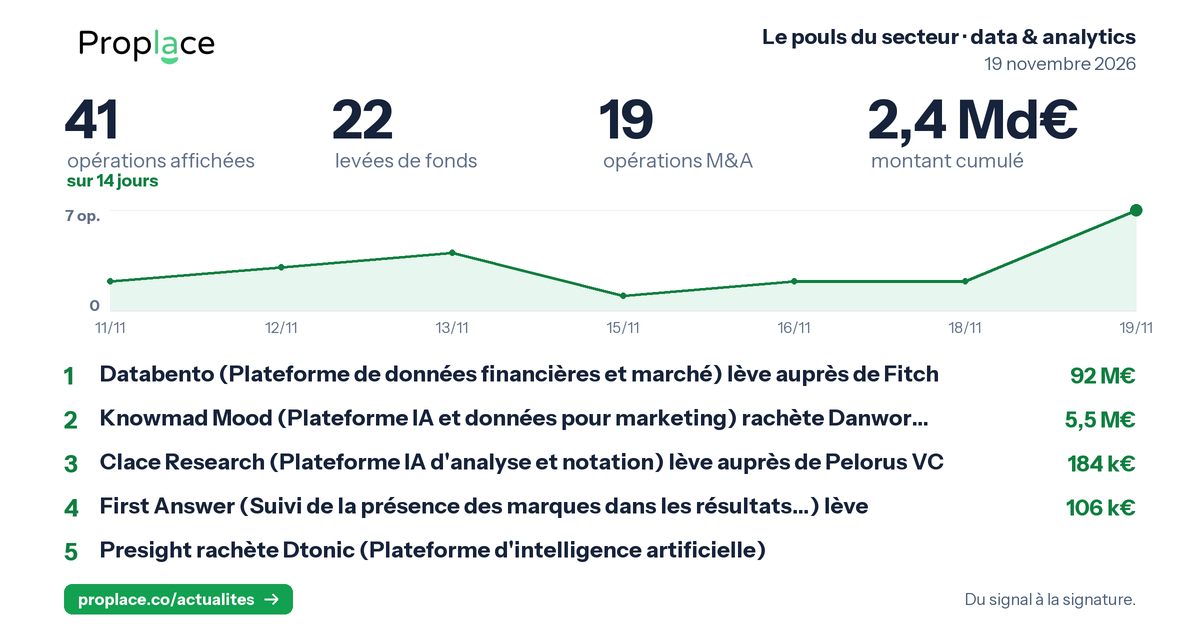 Proplace
Le pouls du secteur · data & analytics
19 novembre 2026
41
opérations affichées
sur 14 jours
22
levées de fonds
19
opérations M&A
2,4 Md€
montant cumulé
7 op.
0
11/11 12/11 13/11 15/11 16/11 18/11 19/11
1 Databento (Plateforme de données financières et marché) lève auprès de Fitch 92 M€
2 Knowmad Mood (Plateforme IA et données pour marketing) rachète Danwor... 5,5 M€
3 Clace Research (Plateforme IA d'analyse et notation) lève auprès de Pelorus VC 184 k€
4 First Answer (Suivi de la présence des marques dans les résultats...) lève 106 k€
5 Presight rachète Dtonic (Plateforme d'intelligence artificielle)
proplace.co/actualites →
Du signal à la signature.